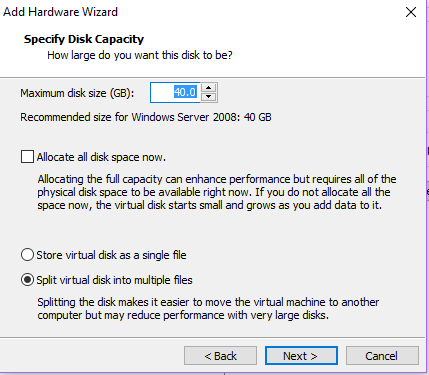 Add Hardware Wizard
Specify Disk Capacity
How large do you want this disk to be?
Maximum disk size (GB): 40.0
Recommended size for Windows Server 2008: 40 GB
Allocate all disk space now.
Allocating the full capacity can enhance performance but requires all of the
physical disk space to be available right now. If you do not allocate all the
space now, the virtual disk starts small and grows as you add data to it.
Store virtual disk as a single file
Split virtual disk into multiple files
Splitting the disk makes it easier to move the virtual machine to another
computer but may reduce performance with very large disks.
< Back Next > Cancel